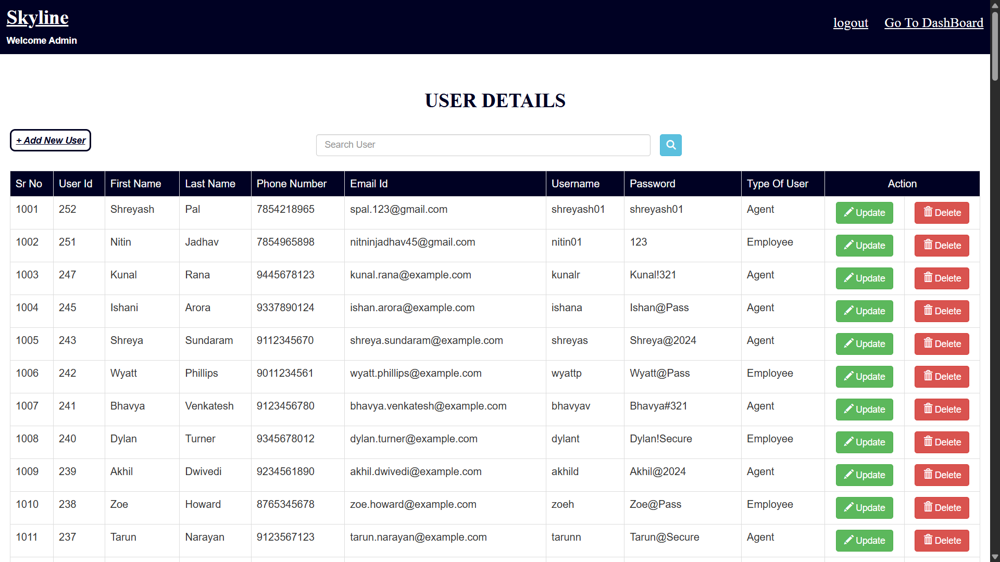 Skyline
Welcome Admin
logout Go To DashBoard
USER DETAILS
+ Add New User
Search User
Sr No User Id First Name Last Name Phone Number Email Id Username Password Type Of User Action
1001 252 Shreyash Pal 7854218965 spal.123@gmail.com shreyash01 shreyash01 Agent Update Delete
1002 251 Nitin Jadhav 7854965898 nitninjadhav45@gmail.com nitin01 123 Employee Update Delete
1003 247 Kunal Rana 9445678123 kunal.rana@example.com kunalr Kunal!321 Agent Update Delete
1004 245 Ishani Arora 9337890124 ishan.arora@example.com ishana Ishan@Pass Agent Update Delete
1005 243 Shreya Sundaram 9112345670 shreya.sundaram@example.com shreyas Shreya@2024 Agent Update Delete
1006 242 Wyatt Phillips 9011234561 wyatt.phillips@example.com wyattp Wyatt@Pass Employee Update Delete
1007 241 Bhavya Venkatesh 9123456780 bhavya.venkatesh@example.com bhavyav Bhavya#321 Agent Update Delete
1008 240 Dylan Turner 9345678012 dylan.turner@example.com dylant Dylan!Secure Employee Update Delete
1009 239 Akhil Dwivedi 9234561890 akhil.dwivedi@example.com akhild Akhil@2024 Agent Update Delete
1010 238 Zoe Howard 8765345678 zoe.howard@example.com zoeh Zoe@Pass Employee Update Delete
1011 237 Tarun Narayan 9123567123 tarun.narayan@example.com tarunn Tarun@Secure Agent Update Delete